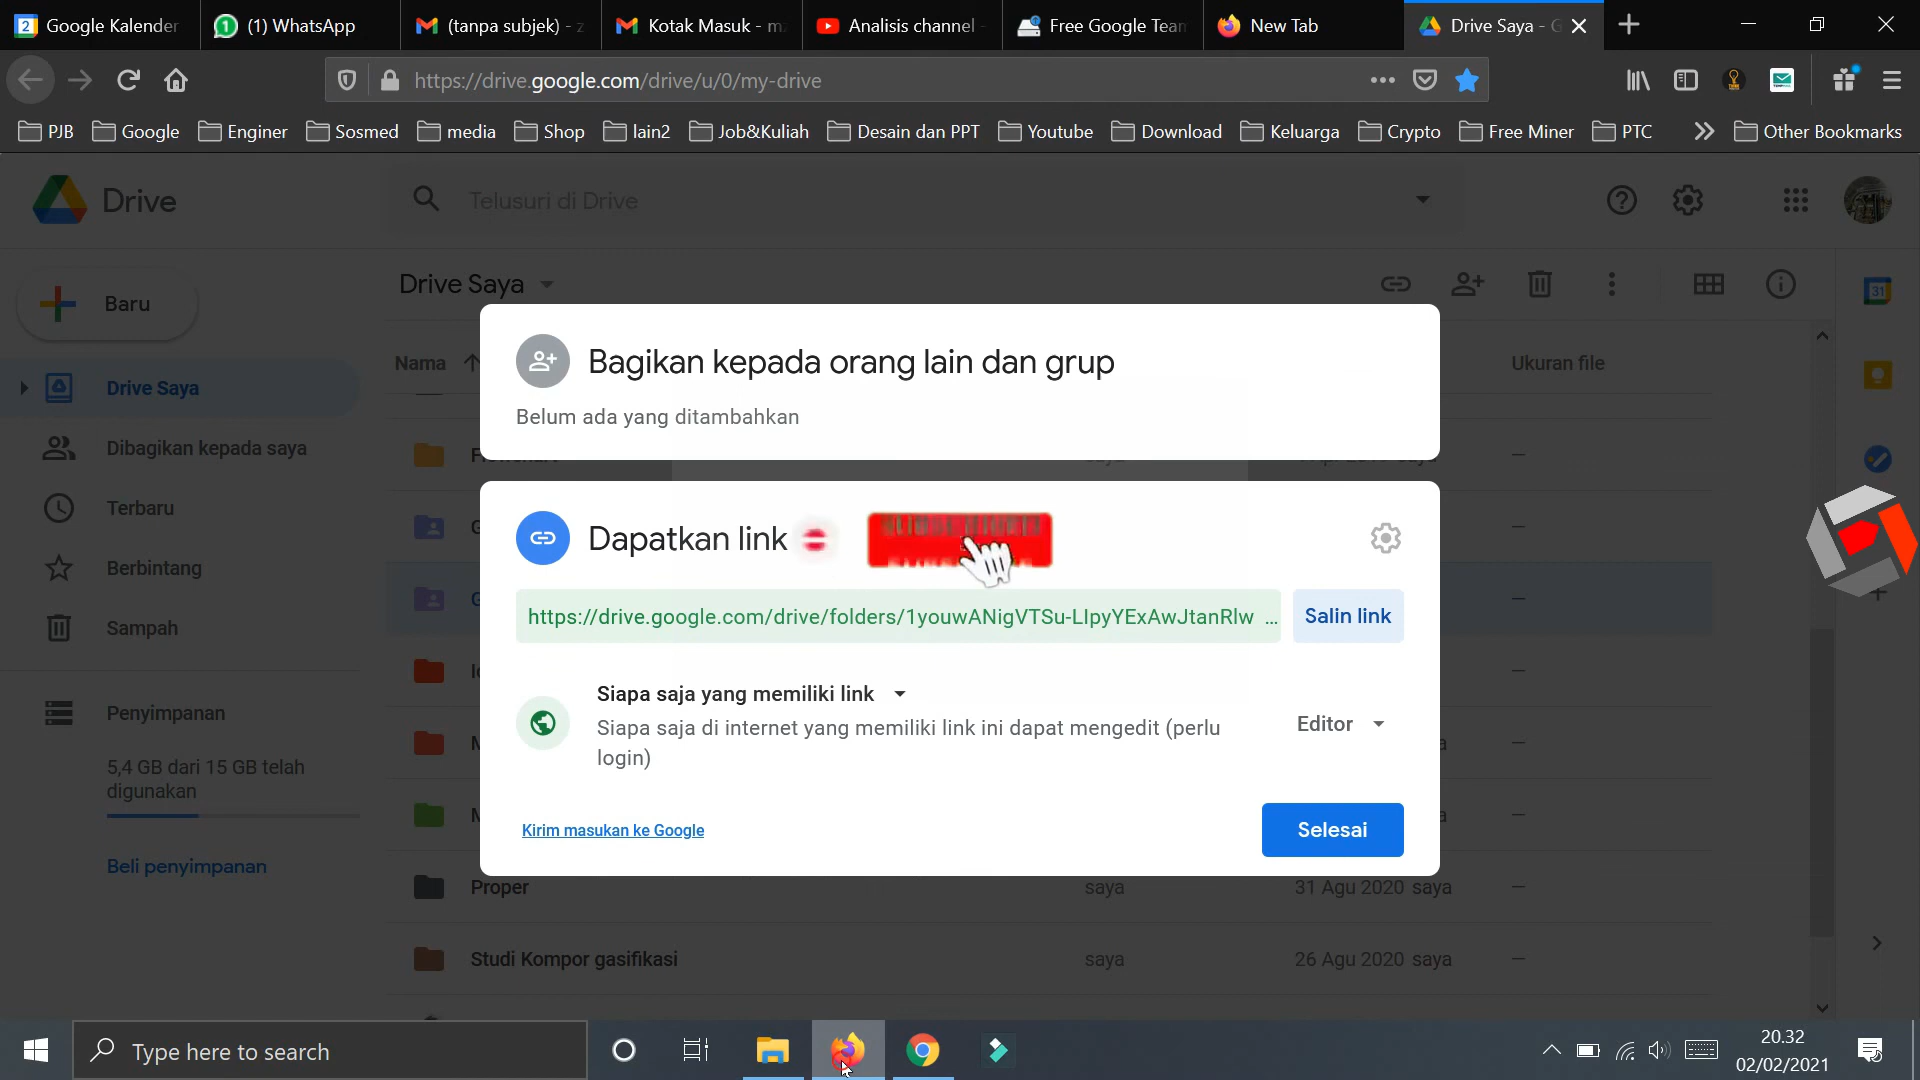 Google Kalender
(1) WhatsApp
(tanpa subjek) -
Kotak Masuk -
Analisis channel -
Free Google Tea
New Tab
Drive Saya -
https://drive.google.com/drive/u/0/my-drive
PJB
Google
Enginer
Sosmed
media
Shop
lain2
Job&Kuliah
Desain dan PPT
Youtube
Download
Keluarga
Crypto
Free Miner
PTC
Other Bookmarks
Drive
Telusuri di Drive
Baru
Drive Saya
Nama
Ukuran file
Drive Saya
Dibagikan kepada saya
Terbaru
Berbintang
Sampah
Penyimpanan
5,4 GB dari 15 GB telah
digunakan
Beli penyimpanan
Bagikan kepada orang lain dan grup
Belum ada yang ditambahkan
Dapatkan link
https://drive.google.com/drive/folders/1youwANigVTSu-LIpyYExAwJtanRlw ...
Salin link
Siapa saja yang memiliki link
Siapa saja di internet yang memiliki link ini dapat mengedit (perlu
login)
Editor
Kirim masukan ke Google
Selesai
Proper saya 31 Agu 2020 saya —
Studi Kompor gasifikasi saya 26 Agu 2020 saya —
Type here to search
20.32
02/02/2021